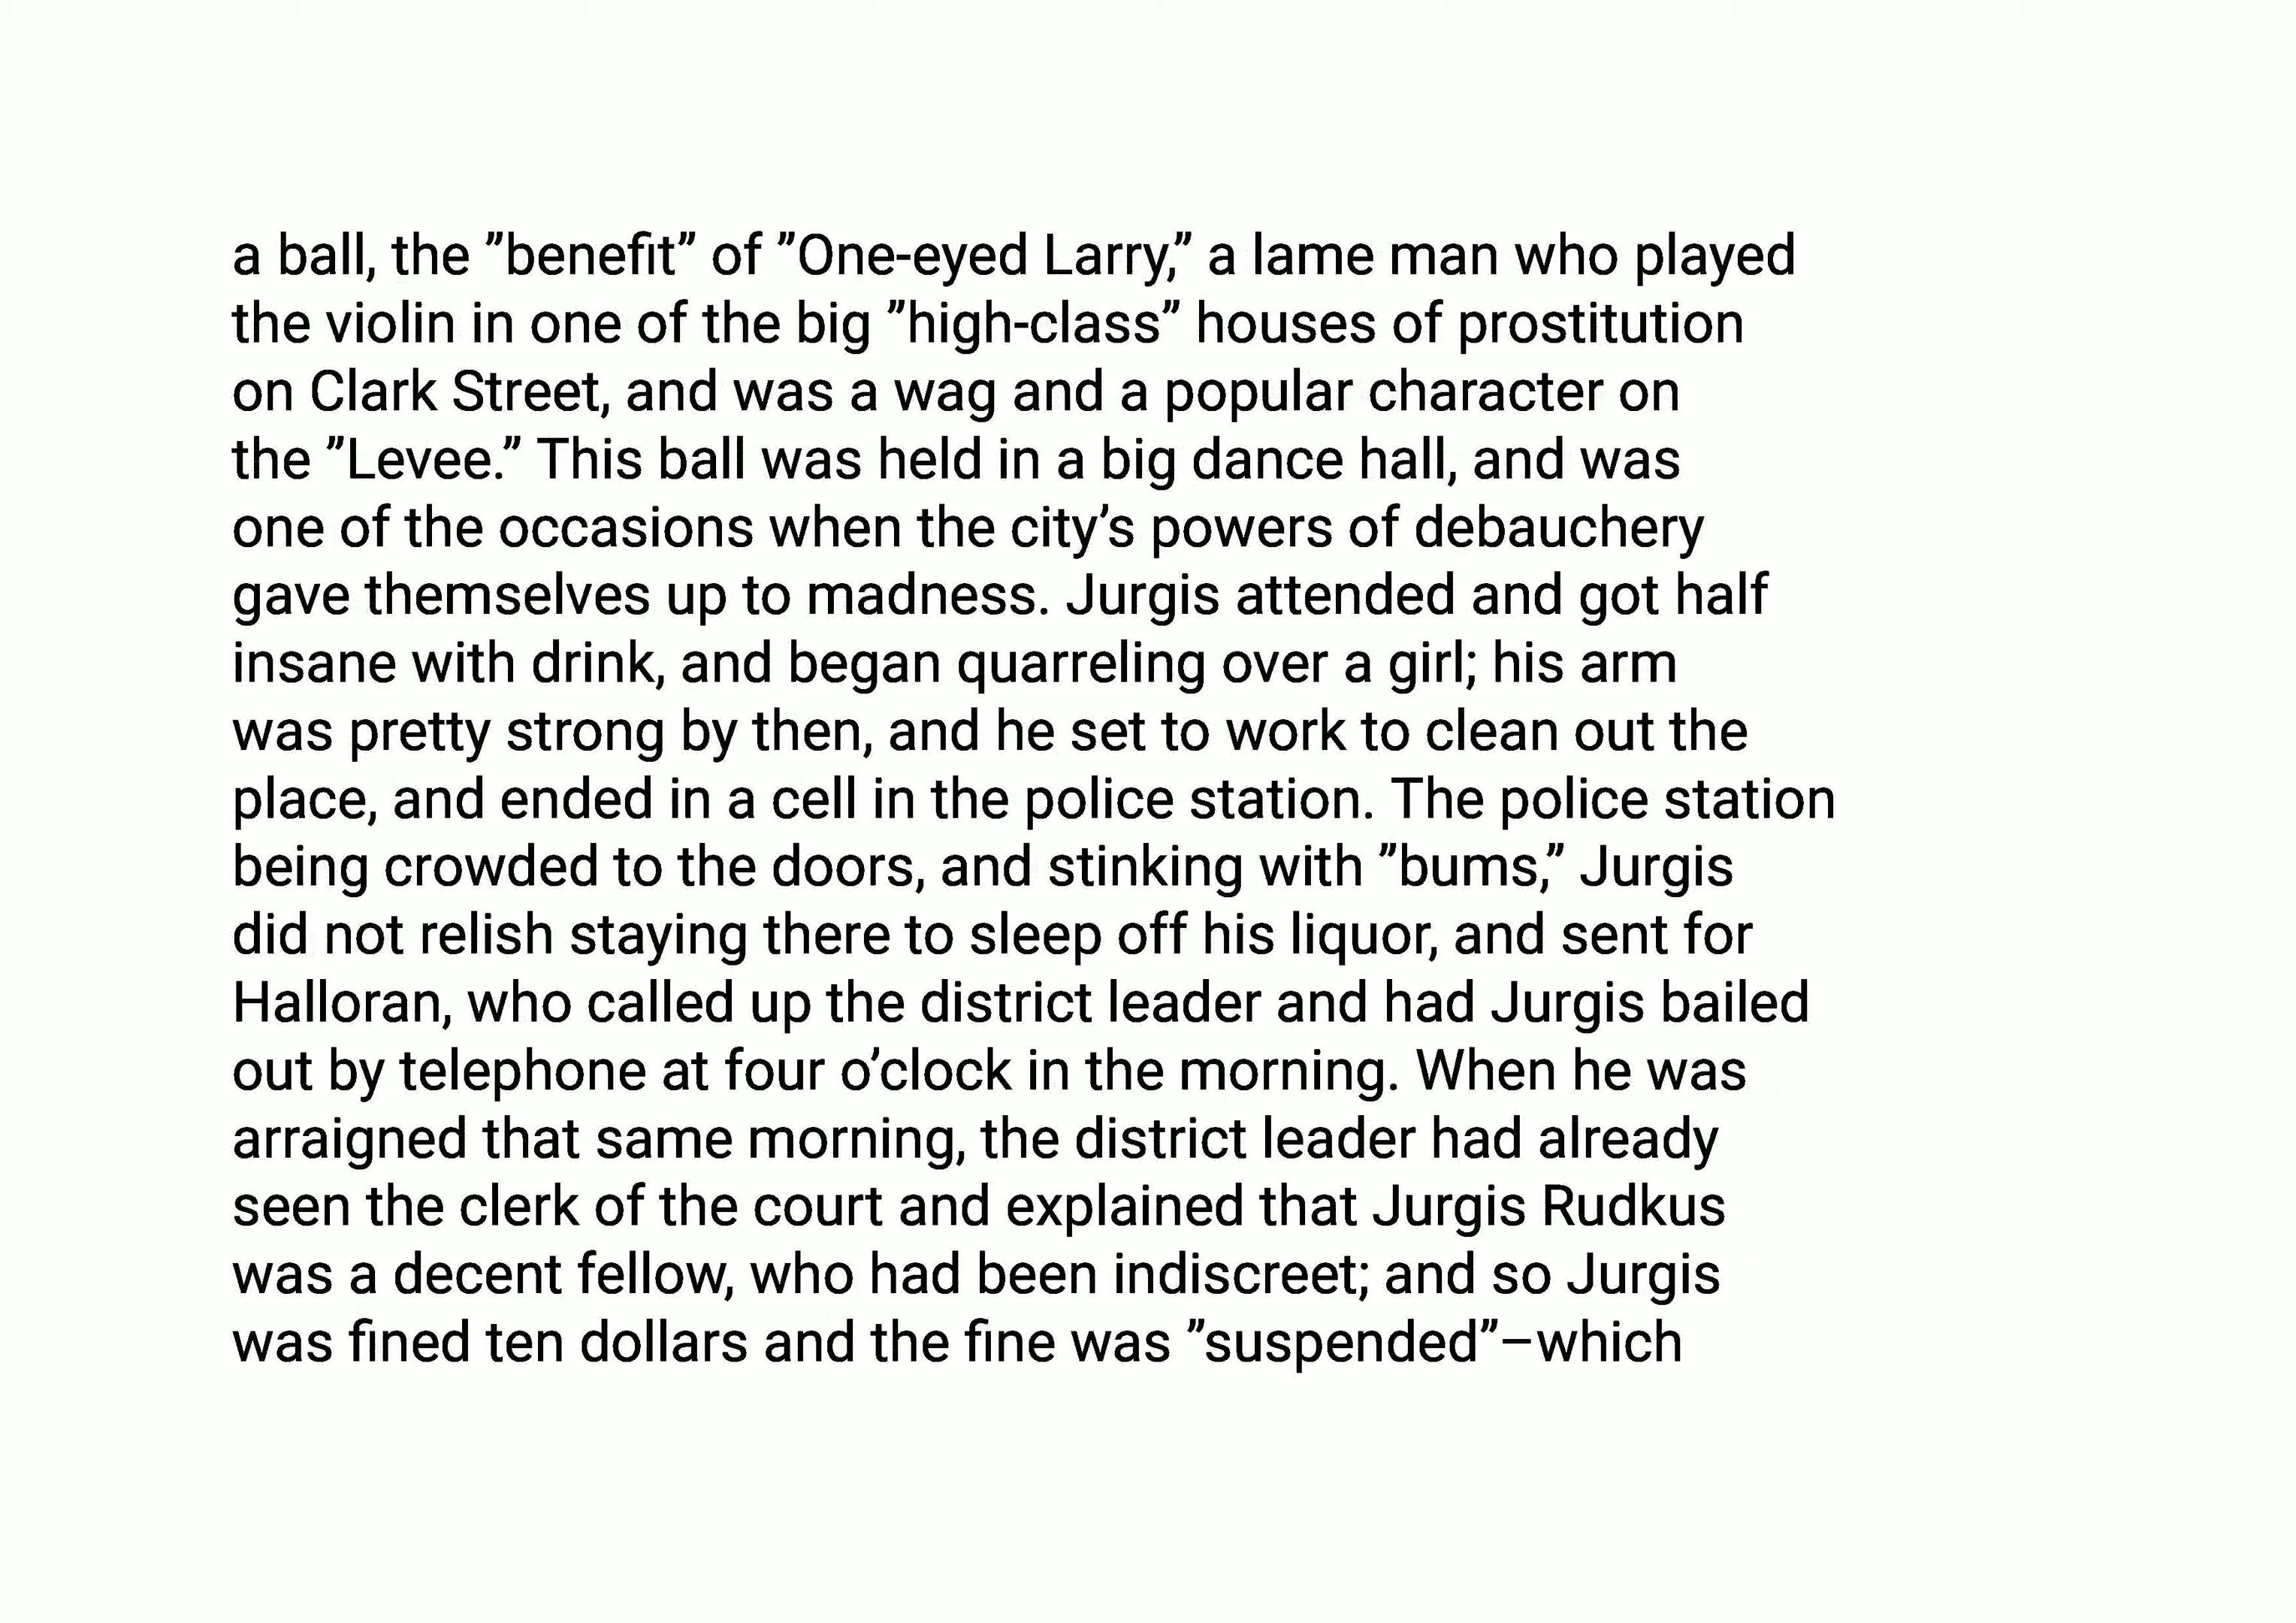 a ball, the ”benefit” of ”One-eyed Larry,” a lame man who played
the violin in one of the big ”high-class” houses of prostitution
on Clark Street, and was a wag and a popular character on
the ”Levee.” This ball was held in a big dance hall, and was
one of the occasions when the city’s powers of debauchery
gave themselves up to madness. Jurgis attended and got half
insane with drink, and began quarreling over a girl; his arm
was pretty strong by then, and he set to work to clean out the
place, and ended in a cell in the police station. The police station
being crowded to the doors, and stinking with ”bums,” Jurgis
did not relish staying there to sleep off his liquor, and sent for
Halloran, who called up the district leader and had Jurgis bailed
out by telephone at four o’clock in the morning. When he was
arraigned that same morning, the district leader had already
seen the clerk of the court and explained that Jurgis Rudkus
was a decent fellow, who had been indiscreet; and so Jurgis
was fined ten dollars and the fine was ”suspended”–which